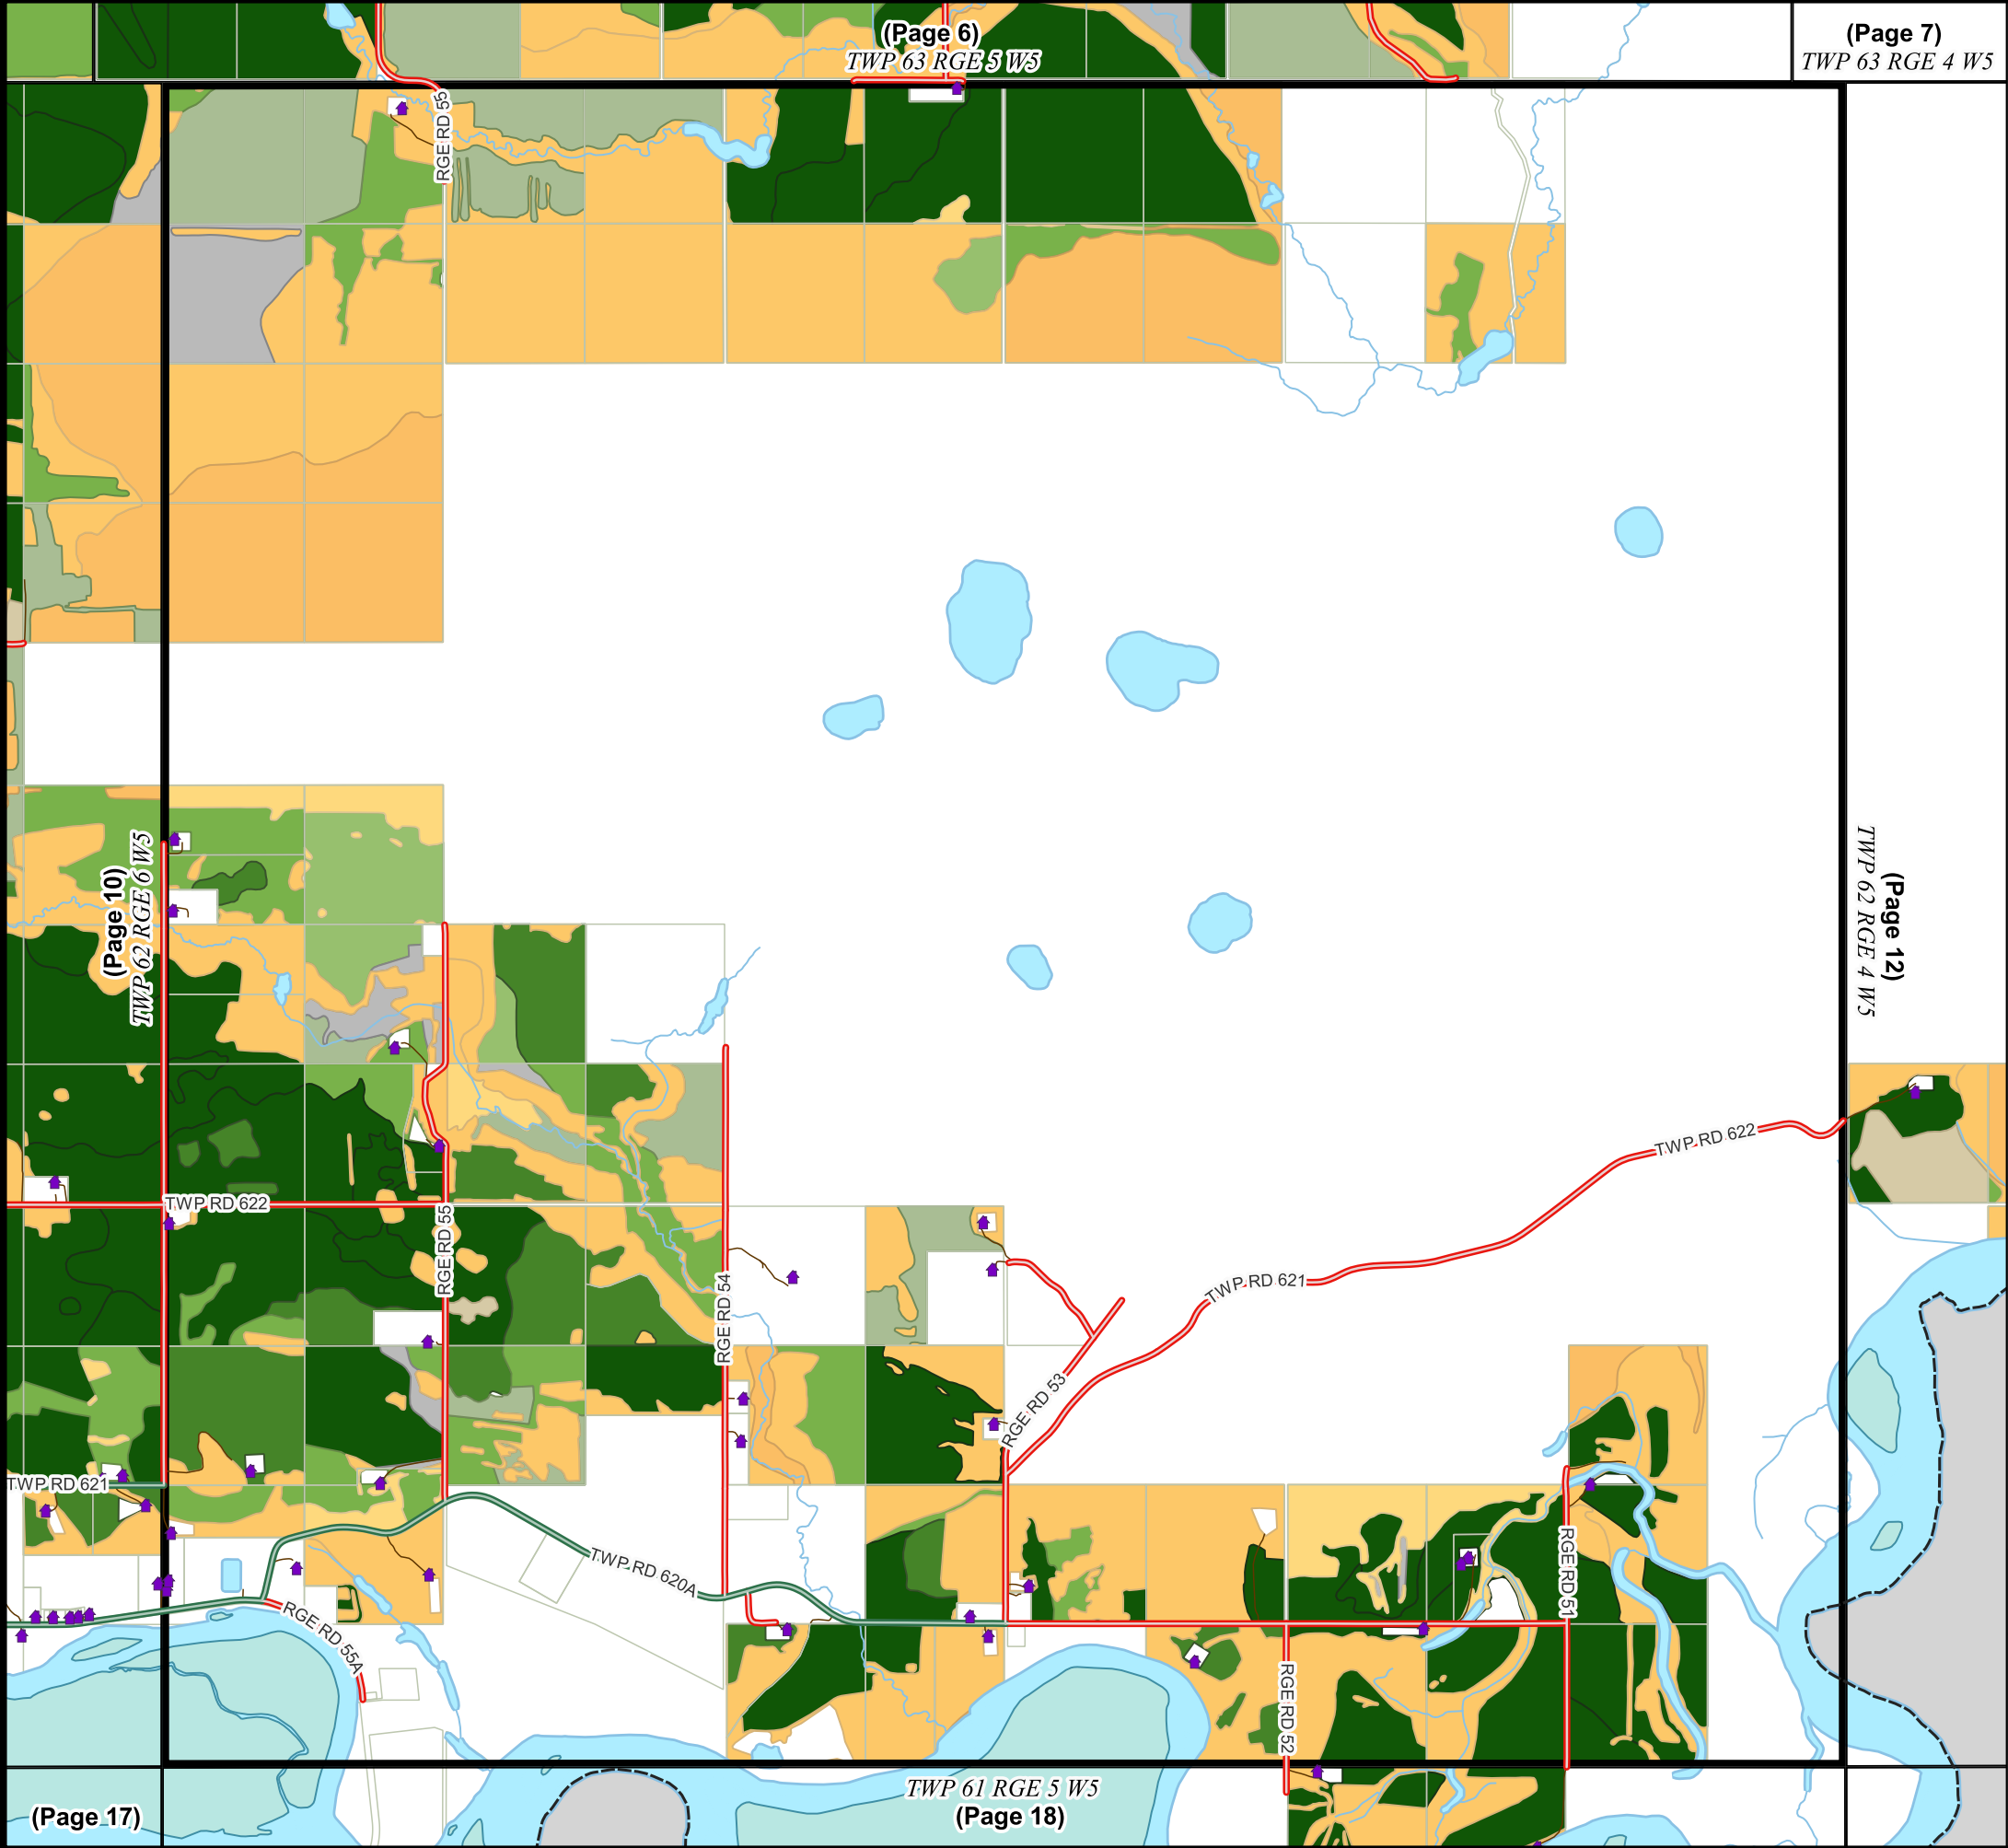 (Page 6)
TWP 63 RGE 5 W5
(Page 7)
TWP 63 RGE 4 W5
RGE RD 55
(Page 10)
TWP 62 RGE 6 W5
(Page 12)
TWP 62 RGE 4 W5
TWP RD 622
TWP RD 622
RGE RD 55
RGE RD 54
TWP RD 621
RGE RD 53
TWP RD 621
TWP RD 620A
RGE RD 51
RGE RD 55A
RGE RD 52
(Page 17)
TWP 61 RGE 5 W5
(Page 18)